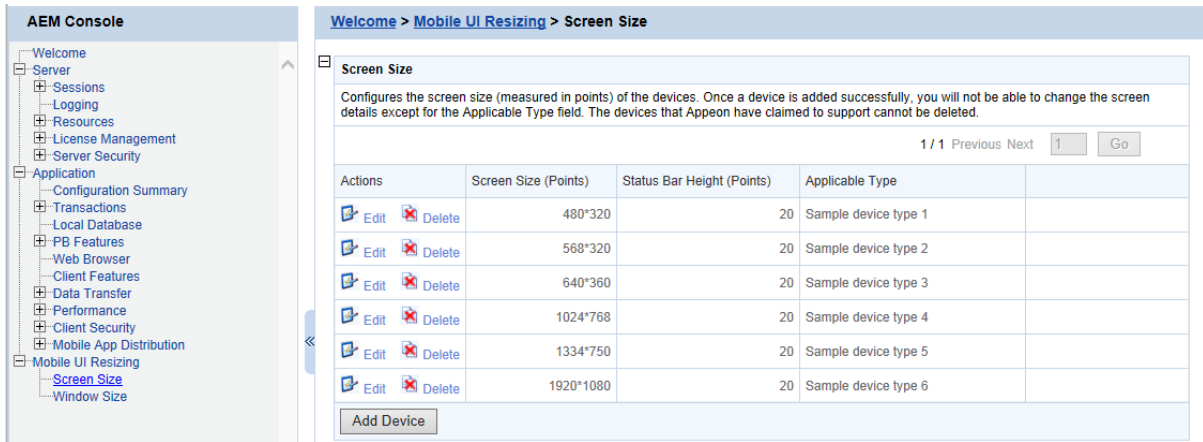 AEM Console
Welcome
Server
Sessions
Logging
Resources
License Management
Server Security
Application
Configuration Summary
Transactions
Local Database
PB Features
Web Browser
Client Features
Data Transfer
Performance
Client Security
Mobile App Distribution
Mobile UI Resizing
Screen Size
Window Size
«
Welcome > Mobile UI Resizing > Screen Size
Screen Size
Configures the screen size (measured in points) of the devices. Once a device is added successfully, you will not be able to change the screen
details except for the Applicable Type field. The devices that Appeon have claimed to support cannot be deleted.
1 / 1 Previous Next 1 Go
Actions Screen Size (Points) Status Bar Height (Points) Applicable Type
Edit Delete 480*320 20 Sample device type 1
Edit Delete 568*320 20 Sample device type 2
Edit Delete 640*360 20 Sample device type 3
Edit Delete 1024*768 20 Sample device type 4
Edit Delete 1334*750 20 Sample device type 5
Edit Delete 1920*1080 20 Sample device type 6
Add Device